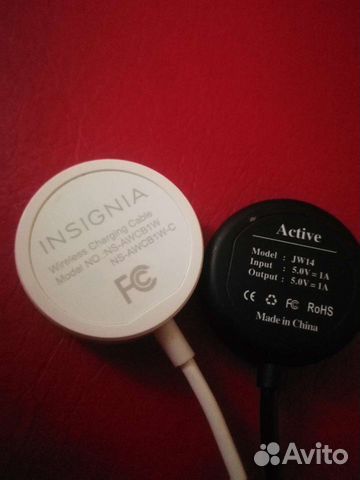 INSIGNIA
Wireless Charging Cable
Model NO.:NS-AWCB1W
NS-AWCB1W-C
FC
Active
Model : JW14
Input : 5.0V=1A
Output : 5.0V=1A
CE FC RoHS
Made in China
Avito